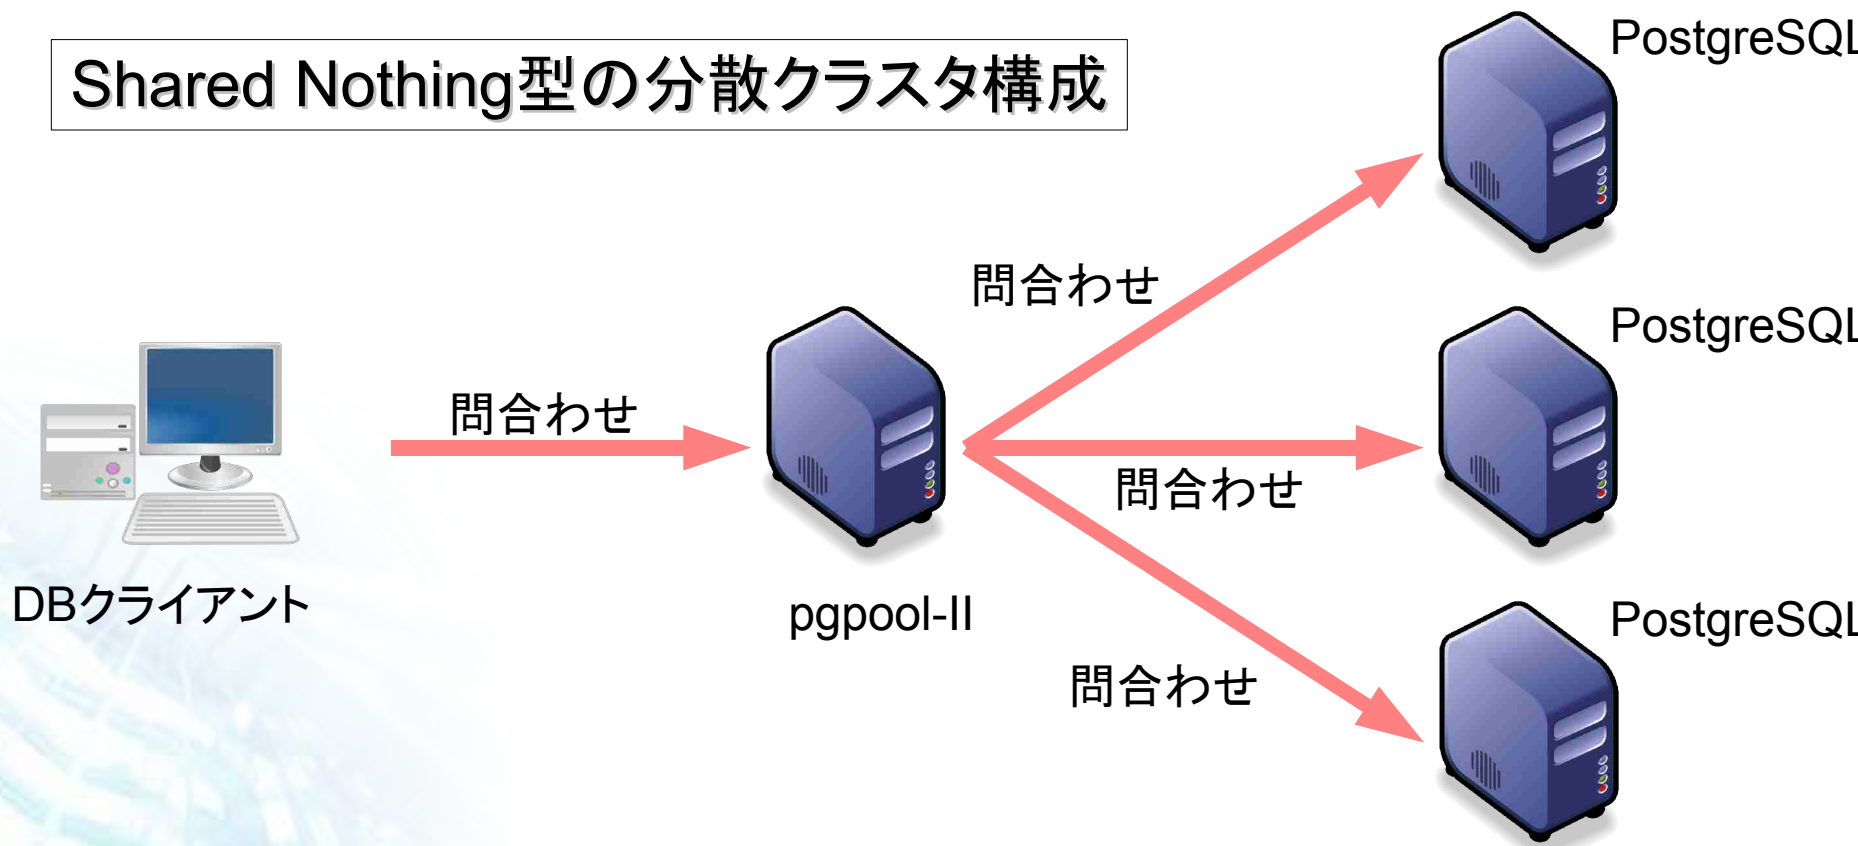 Shared Nothing型の分散クラスタ構成
PostgreSQL
問合わせ
PostgreSQL
問合わせ
問合わせ
DBクライアント
pgpool-II
PostgreSQL
問合わせ